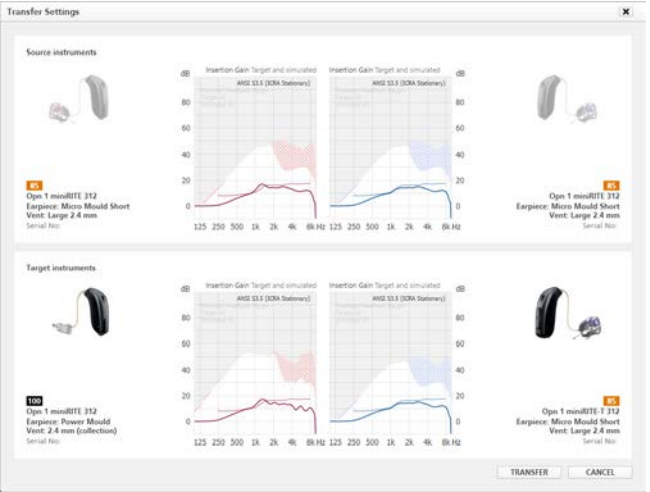 Transfer Settings
Source instruments
Insertion Gain Target and simulated
Insertion Gain Target and simulated
dB
dB
ANSI S3.5 (ICRA Stationary)
ANSI S3.5 (ICRA Stationary)
80
80
60
60
40
40
20
20
0
0
125 250 500 1k 2k 4k 8k Hz
125 250 500 1k 2k 4k 8k Hz
85
Opn 1 miniRITE 312
Earpiece: Micro Mould Short
Vent: Large 2.4 mm
Serial No:
85
Opn 1 miniRITE 312
Earpiece: Micro Mould Short
Vent: Large 2.4 mm
Serial No:
Target instruments
Insertion Gain Target and simulated
Insertion Gain Target and simulated
dB
dB
ANSI S3.5 (ICRA Stationary)
ANSI S3.5 (ICRA Stationary)
80
80
60
60
40
40
20
20
0
0
125 250 500 1k 2k 4k 8k Hz
125 250 500 1k 2k 4k 8k Hz
100
Opn 1 miniRITE 312
Earpiece: Power Mould
Vent: 2.4 mm (collection)
Serial No:
85
Opn 1 miniRITE-T 312
Earpiece: Micro Mould Short
Vent: Large 2.4 mm
Serial No:
TRANSFER
CANCEL